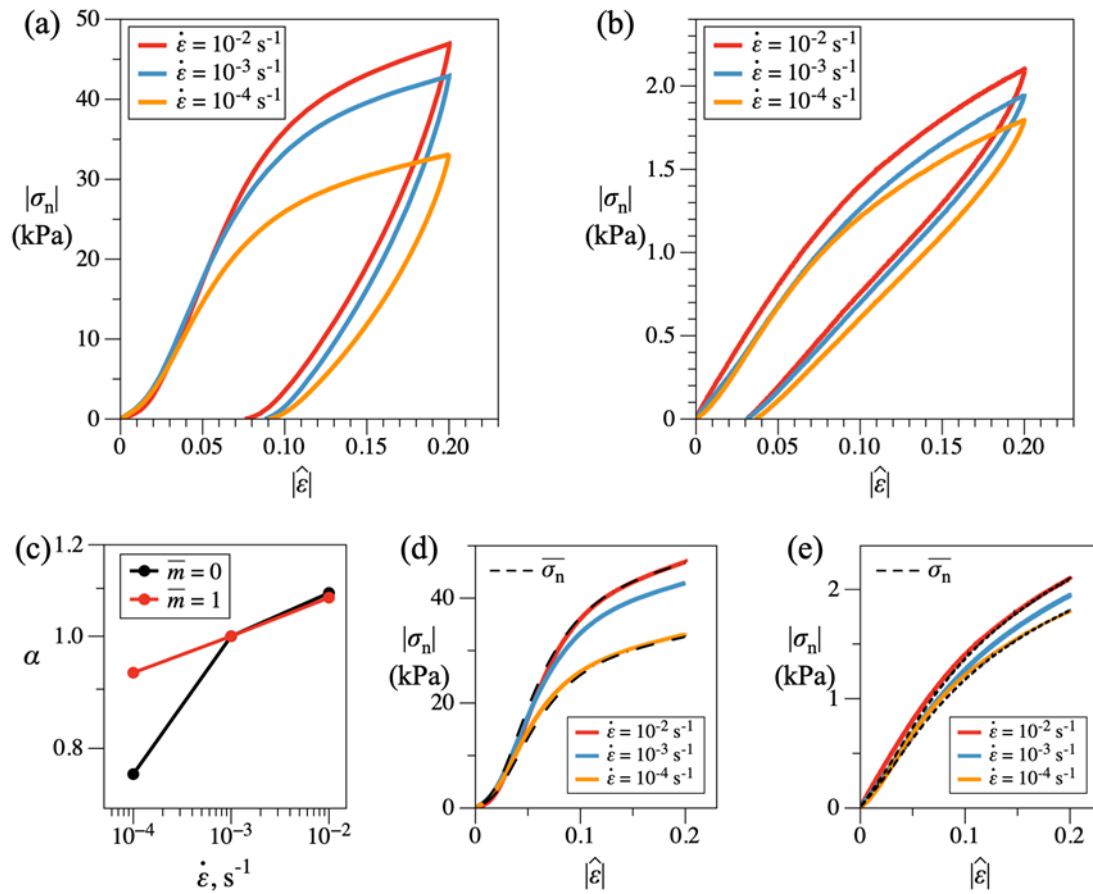 (a)
ε̇ = 10⁻² s⁻¹
ε̇ = 10⁻³ s⁻¹
ε̇ = 10⁻⁴ s⁻¹
50
40
30
20
10
0
|σₙ|
(kPa)
0 0.05 0.10 0.15 0.20
|ε̂|
(b)
ε̇ = 10⁻² s⁻¹
ε̇ = 10⁻³ s⁻¹
ε̇ = 10⁻⁴ s⁻¹
2.0
1.5
1.0
0.5
0
|σₙ|
(kPa)
0 0.05 0.10 0.15 0.20
|ε̂|
(c)
m̅ = 0
m̅ = 1
1.2
1.0
0.8
α
10⁻⁴ 10⁻³ 10⁻²
ε̇, s⁻¹
(d)
σ̅ₙ
40
20
0
|σₙ|
(kPa)
ε̇ = 10⁻² s⁻¹
ε̇ = 10⁻³ s⁻¹
ε̇ = 10⁻⁴ s⁻¹
0 0.1 0.2
|ε̂|
(e)
σ̅ₙ
2
1
0
|σₙ|
(kPa)
ε̇ = 10⁻² s⁻¹
ε̇ = 10⁻³ s⁻¹
ε̇ = 10⁻⁴ s⁻¹
0 0.1 0.2
|ε̂|